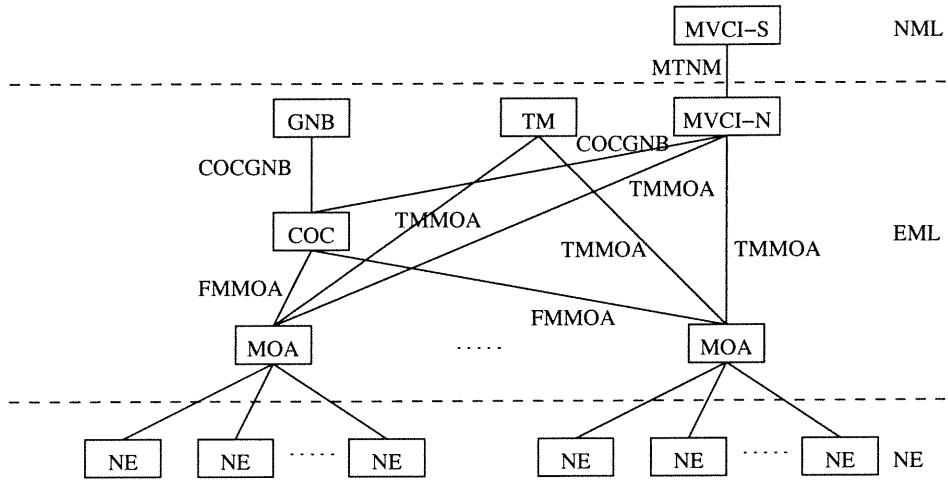 MVCI-S NML
MTNM
GNB TM MVCI-N
COCGNB
COCGNB
TMMOA
TMMOA
COC EML
TMMOA TMMOA
FMMOA
FMMOA
MOA ..... MOA
NE NE ..... NE NE NE ..... NE NE